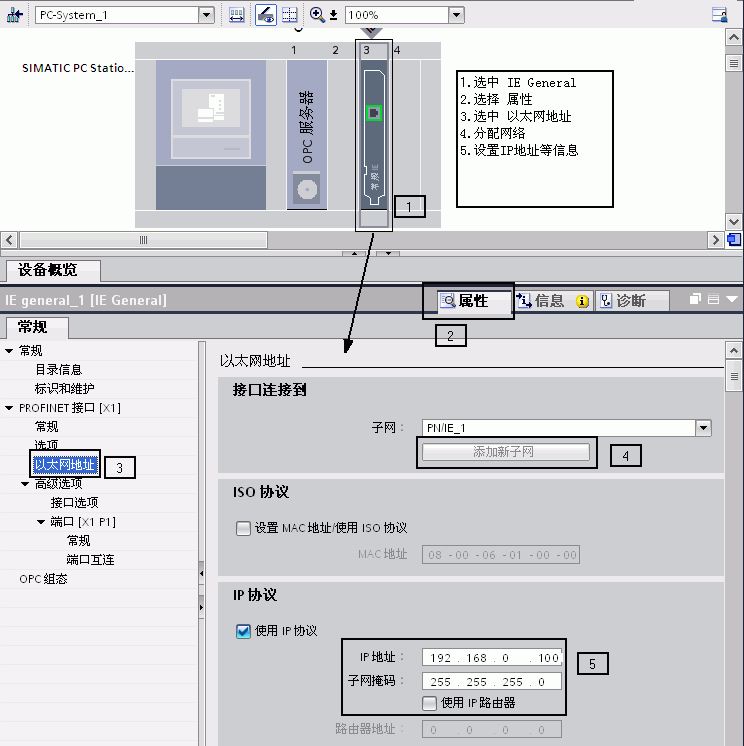 PC-System_1
100%
1 2 3 4
SIMATIC PC Statio...
OPC 服务器
常规 IE
1.选中 IE General
2.选择 属性
3.选中 以太网地址
4.分配网络
5.设置IP地址等信息
1
设备概览
IE general_1 [IE General]
属性
信息
诊断
2
常规
常规
目录信息
标识和维护
PROFINET 接口 [X1]
常规
选项
以太网地址
3
高级选项
接口选项
端口 [X1 P1]
常规
端口互连
OPC 组态
以太网地址
接口连接到
子网：
PN/IE_1
添加新子网
4
ISO 协议
设置 MAC 地址/使用 ISO 协议
MAC 地址
08 -00 -06 -01 -00 -00
IP 协议
使用 IP 协议
IP 地址：
192 . 168 . 0 . 100
5
子网掩码：
255 . 255 . 255 . 0
使用 IP 路由器
路由器地址：
0 . 0 . 0 . 0